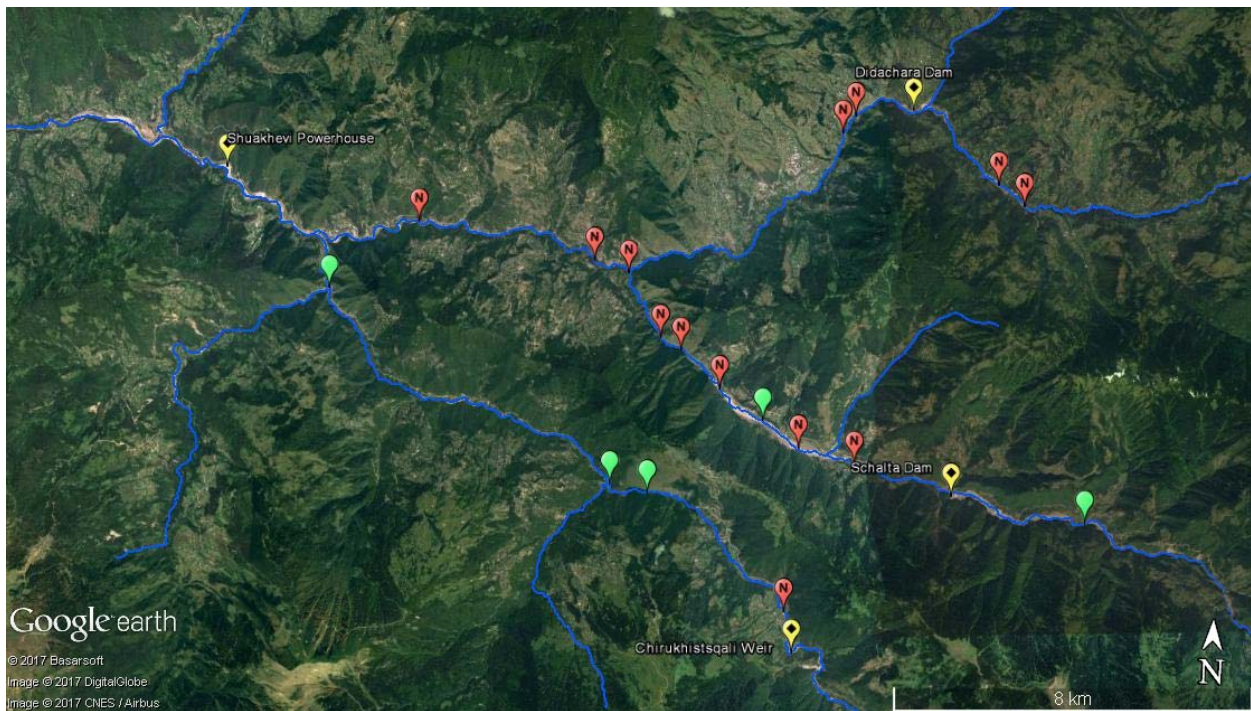 Didachara Dam
N
N
Shuakhevi Powerhouse
N
N
N
N
N
N
N
N
N
N
Schalta Dam
N
Chirukhistsqali Weir
Google earth
© 2017 Basarsoft
Image © 2017 DigitalGlobe
Image © 2017 CNES / Airbus
N
8 km